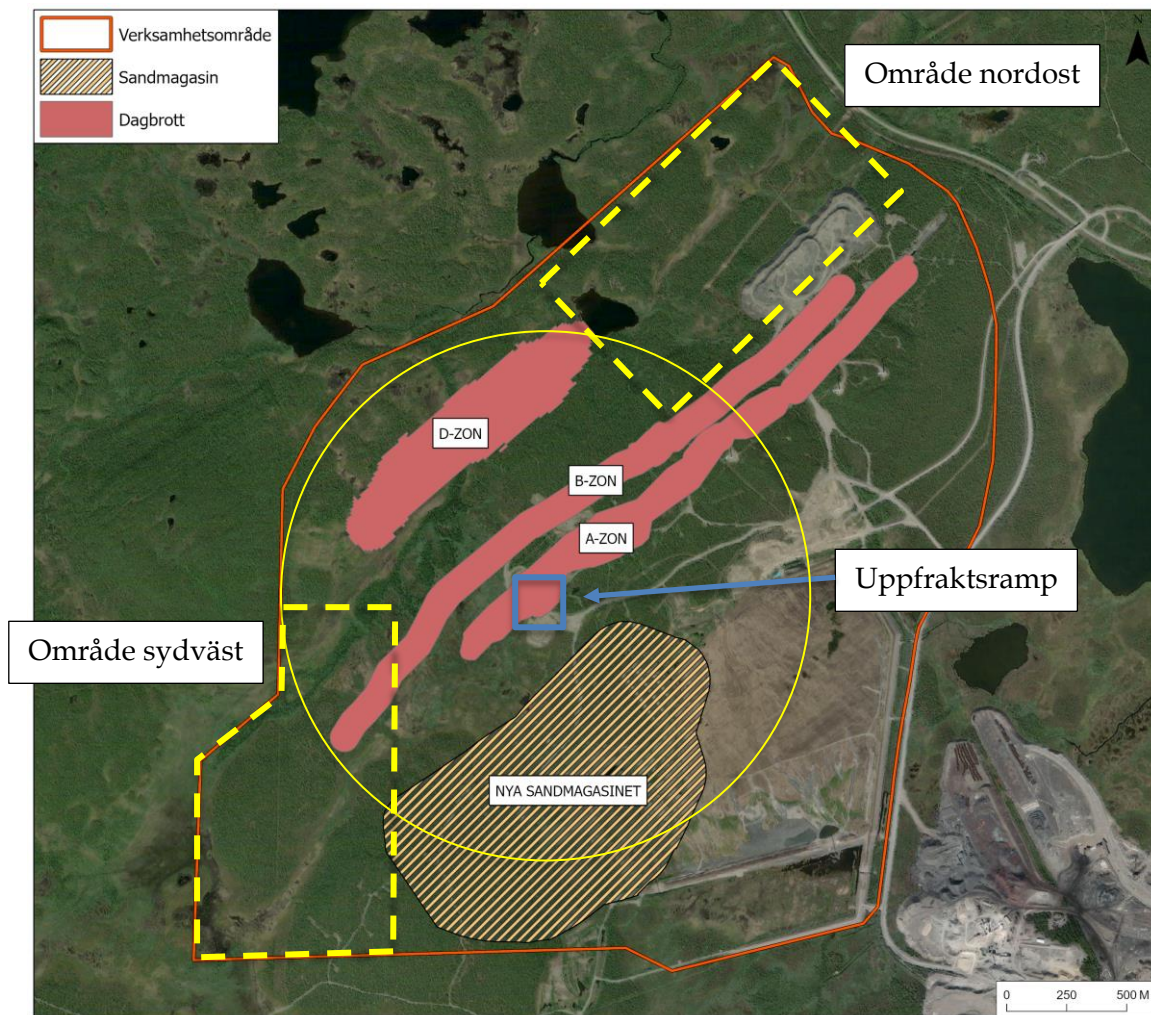 Verksamhetsområde
Sandmagasin
Dagbrott
N
Område nordost
D-ZON
B-ZON
A-ZON
Uppfraktsramp
Område sydväst
NYA SANDMAGASINET
0 250 500 M